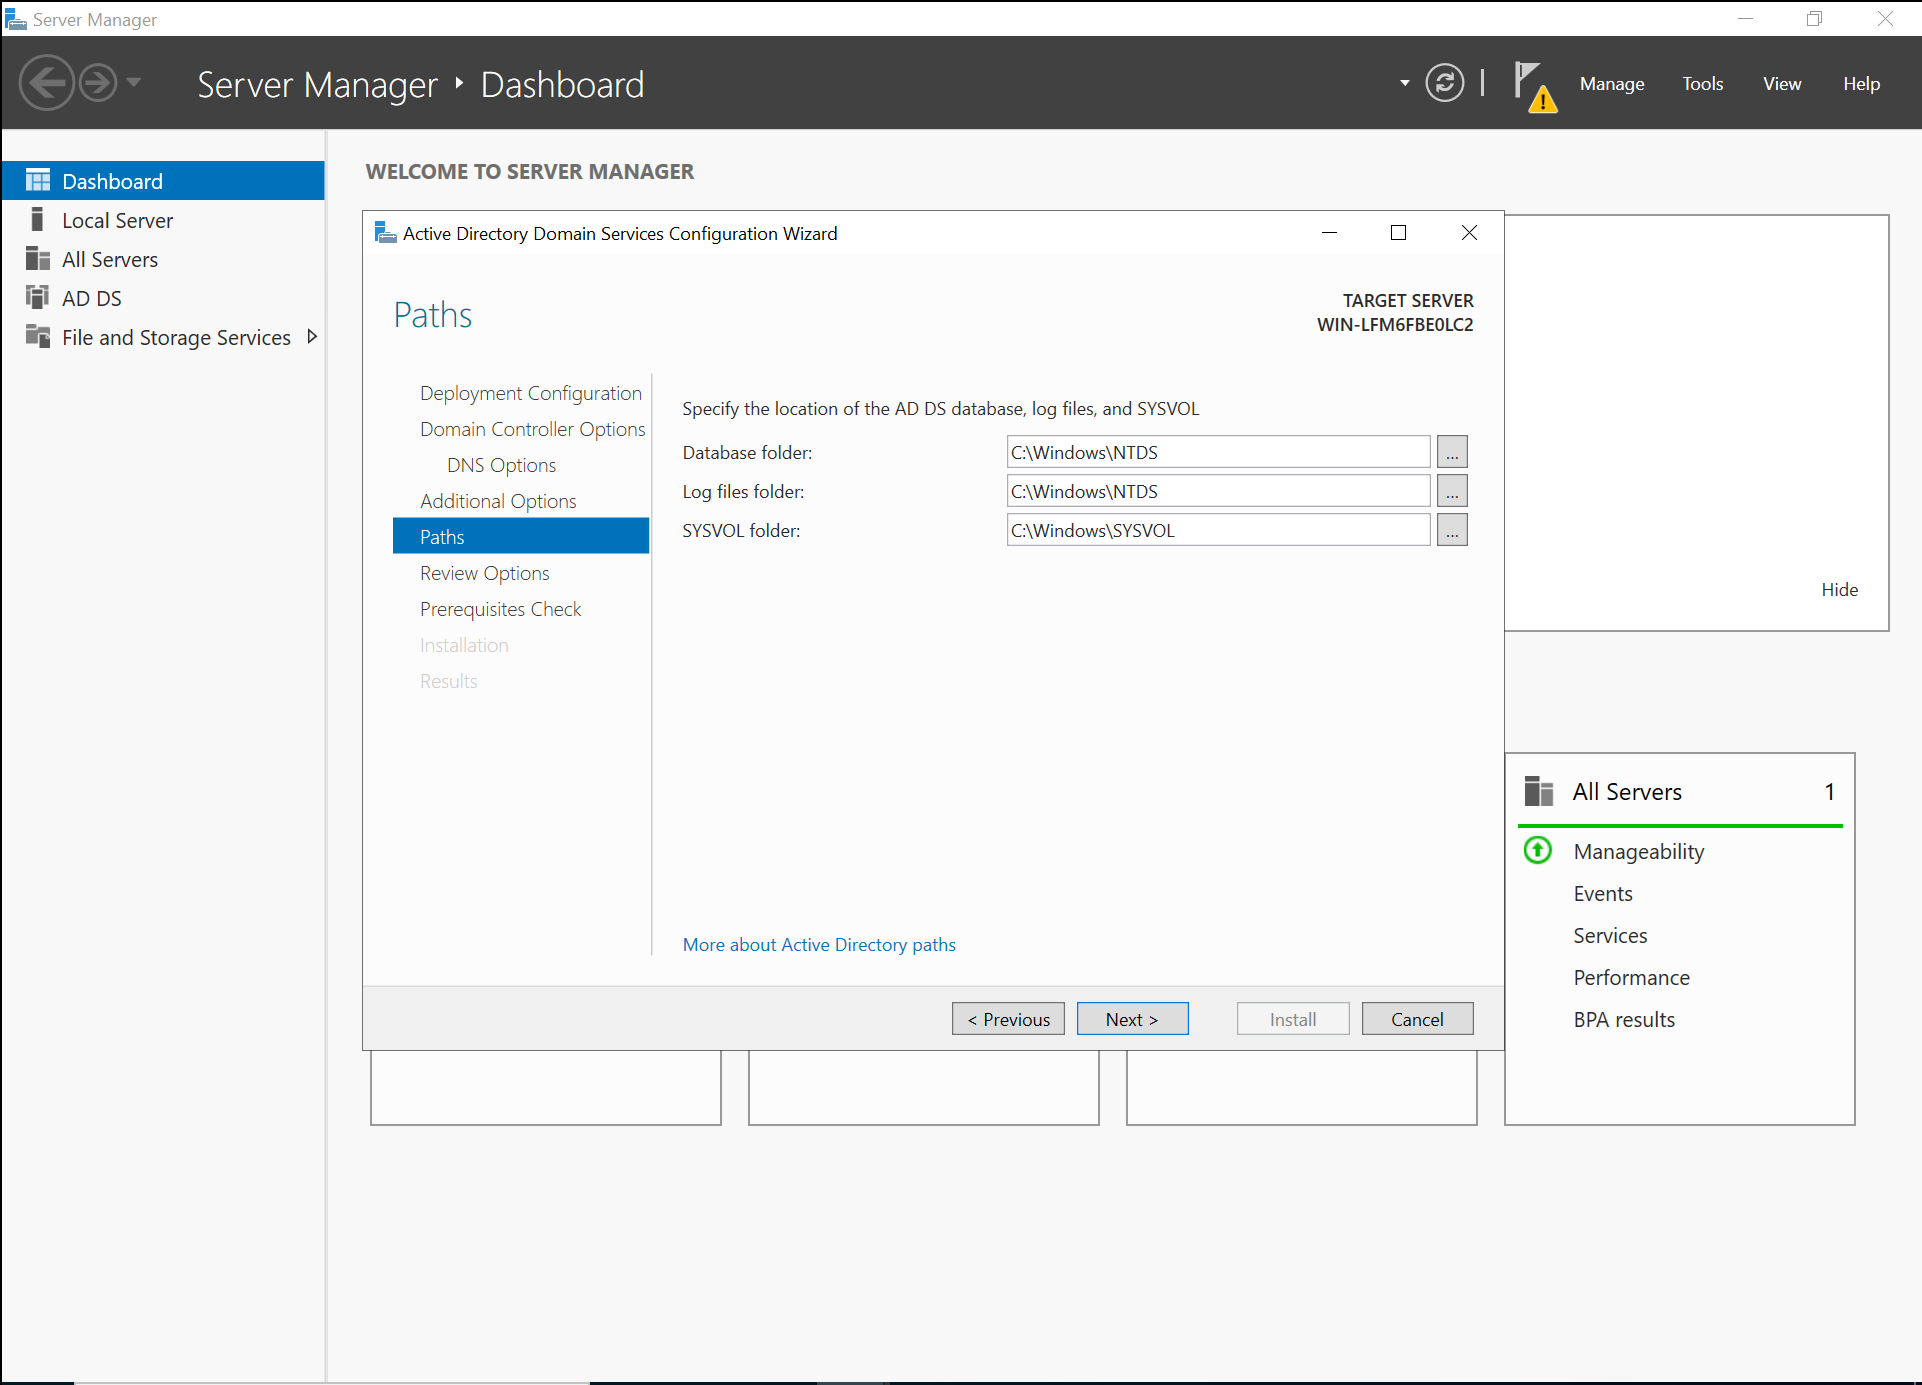 Server Manager
Server Manager ‣ Dashboard
Manage Tools View Help
Dashboard
Local Server
All Servers
AD DS
File and Storage Services
WELCOME TO SERVER MANAGER
Active Directory Domain Services Configuration Wizard
Paths
TARGET SERVER
WIN-LFM6FBE0LC2
Deployment Configuration
Domain Controller Options
DNS Options
Additional Options
Paths
Review Options
Prerequisites Check
Installation
Results
Specify the location of the AD DS database, log files, and SYSVOL
Database folder: C:\Windows\NTDS ...
Log files folder: C:\Windows\NTDS ...
SYSVOL folder: C:\Windows\SYSVOL ...
More about Active Directory paths
< Previous Next > Install Cancel
Hide
All Servers 1
Manageability
Events
Services
Performance
BPA results